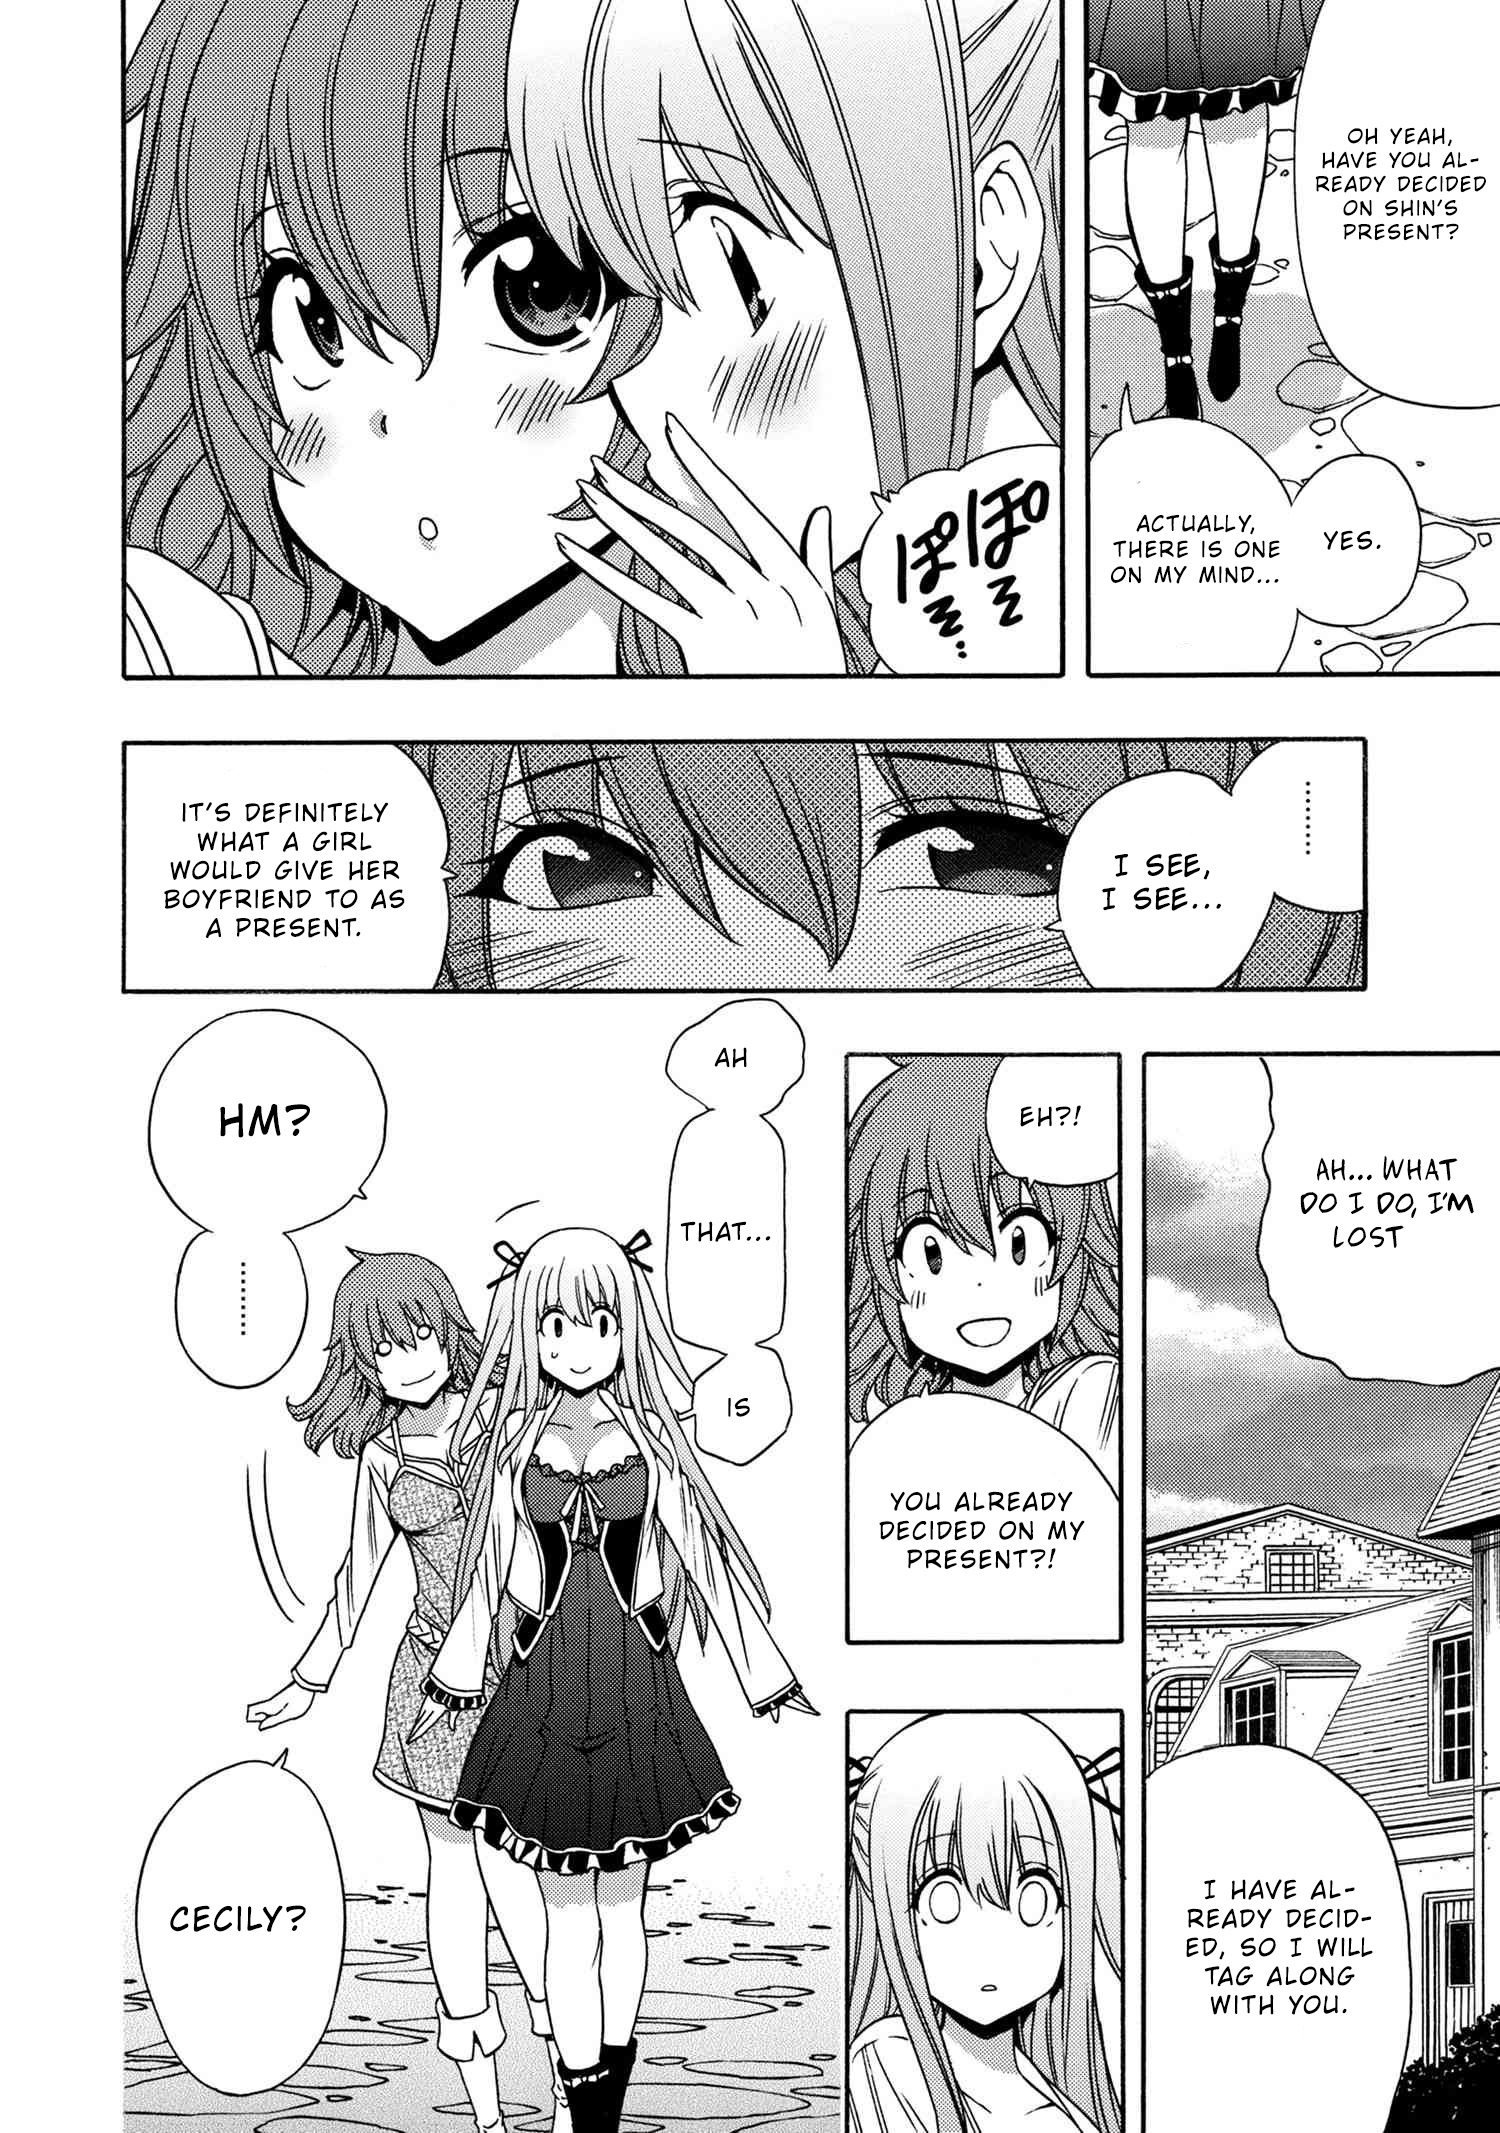 OH YEAH,
HAVE YOU AL-
READY DECIDED
ON SHIN'S
PRESENT?
YES.
ACTUALLY,
THERE IS ONE
ON MY MIND...
ぽそ
ぽそ…
.........
I SEE,
I SEE...
IT'S DEFINITELY
WHAT A GIRL
WOULD GIVE HER
BOYFRIEND TO AS
A PRESENT.
AH... WHAT
DO I DO, I'M
LOST
EH?!
YOU ALREADY
DECIDED ON MY
PRESENT?!
I HAVE AL-
READY DECID-
ED, SO I WILL
TAG ALONG
WITH YOU.
AH
THAT...
IS
HM?
.........
CECILY?